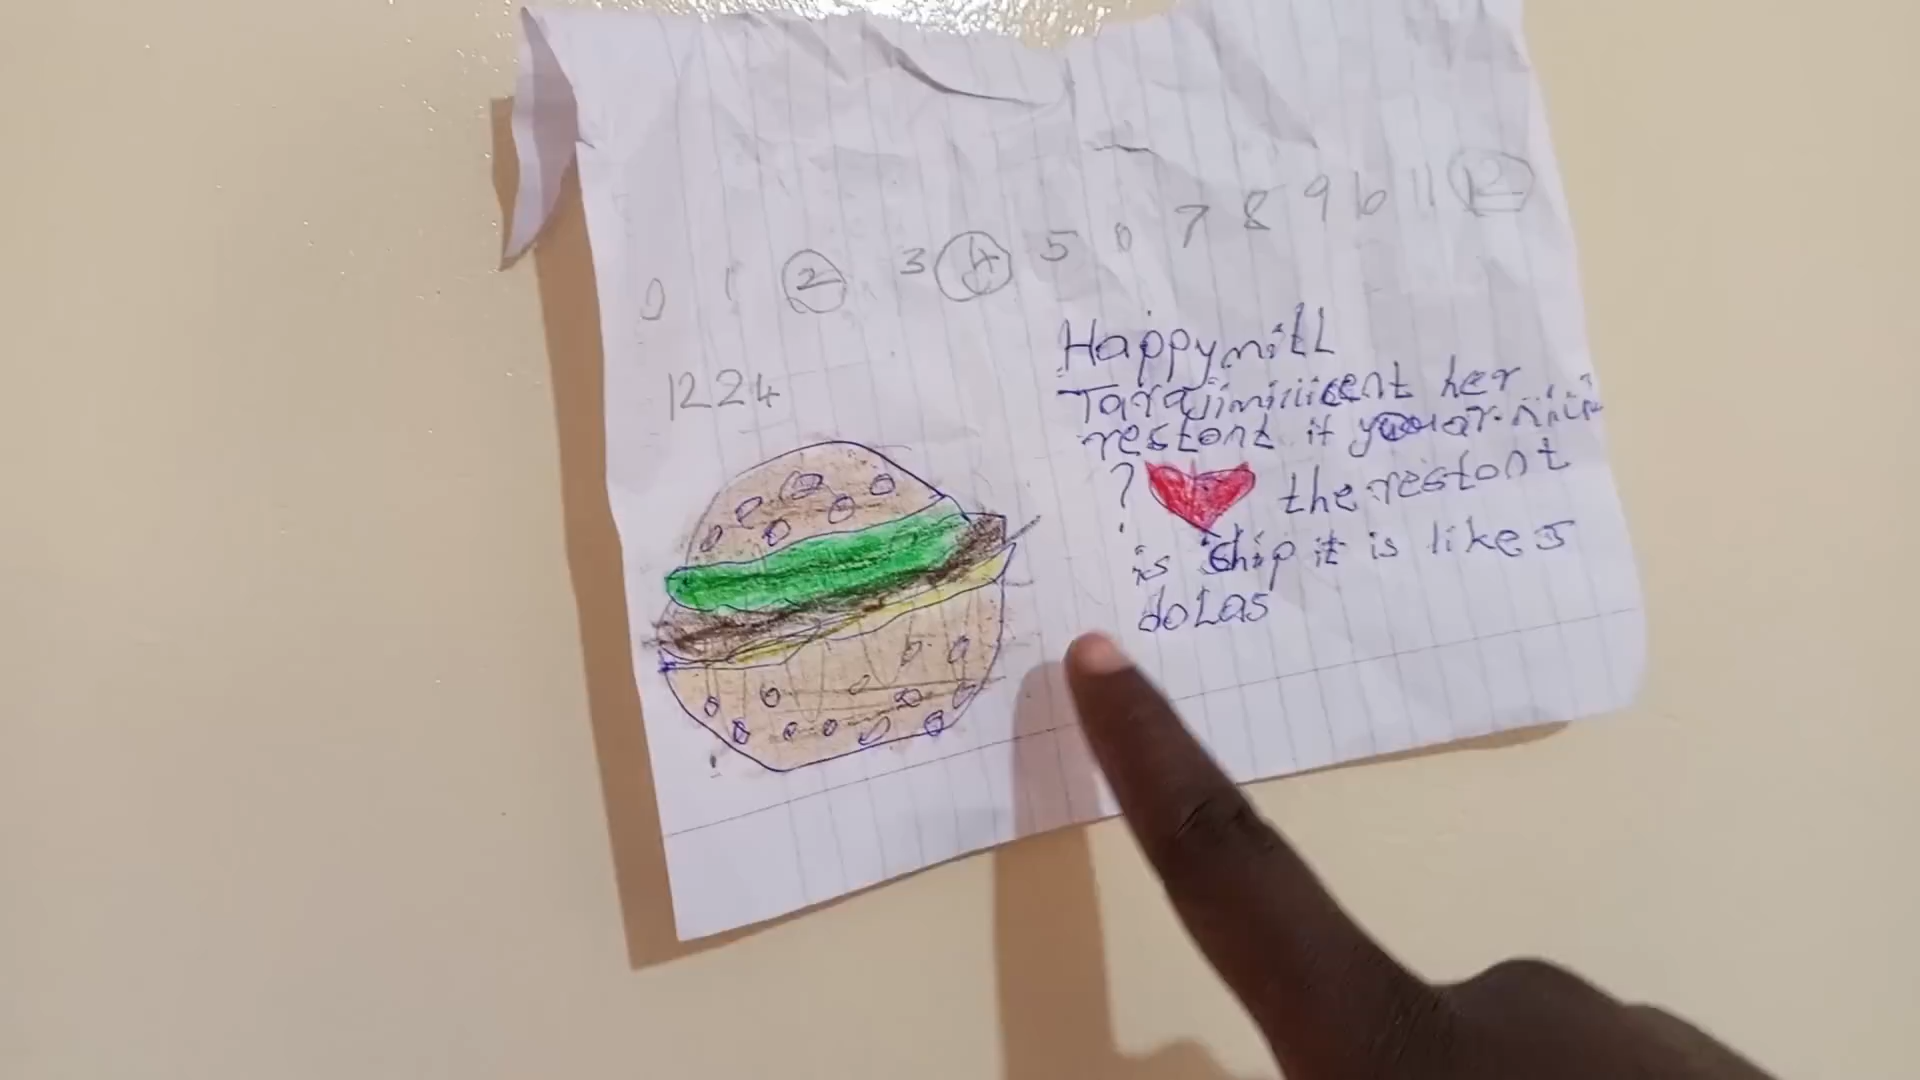 0 1 2 3 4 5 6 7 8 9 10 11 12
1224
Happymill
her
restont if
? the restont
is ship it is like 5
dolas